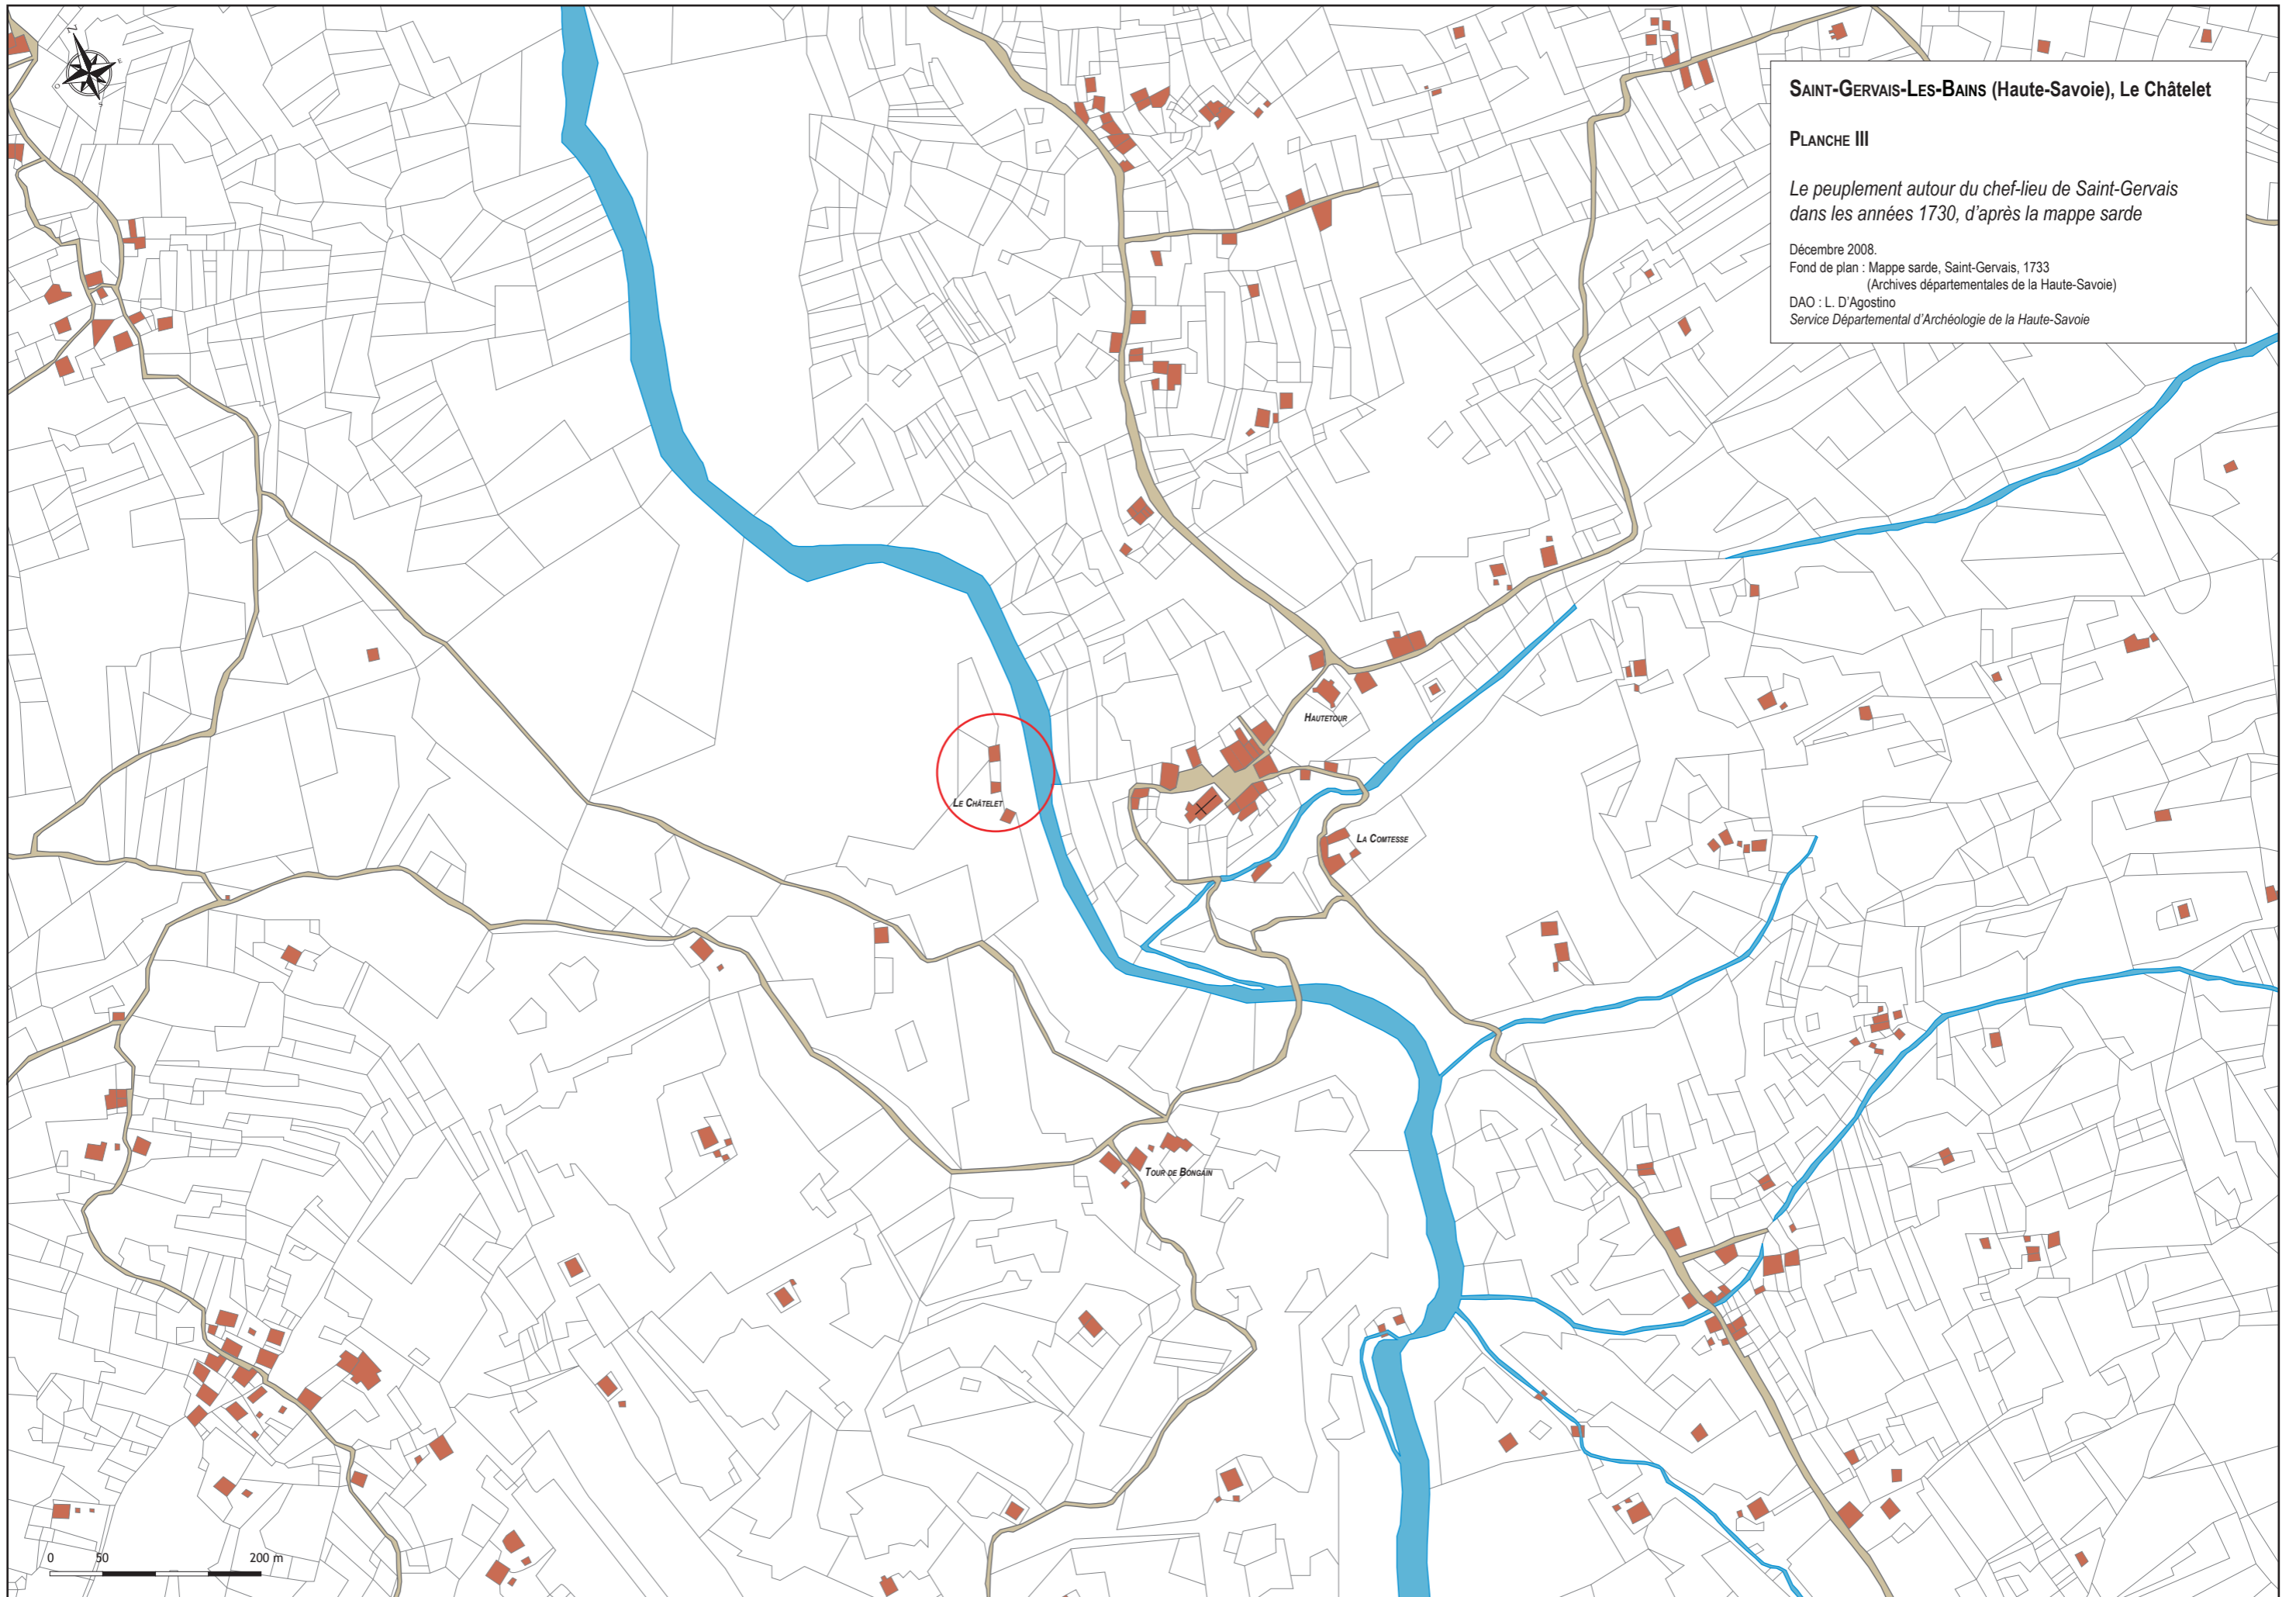 N
E
O
S
SAINT-GERVAIS-LES-BAINS (Haute-Savoie), Le Châtelet
PLANCHE III
Le peuplement autour du chef-lieu de Saint-Gervais
dans les années 1730, d'après la mappe sarde
Décembre 2008.
Fond de plan : Mappe sarde, Saint-Gervais, 1733
(Archives départementales de la Haute-Savoie)
DAO : L. D'Agostino
Service Départemental d'Archéologie de la Haute-Savoie
HAUTETOUR
LE CHÂTELET
LA COMTESSE
TOUR DE BONGAIN
0 50 200 m